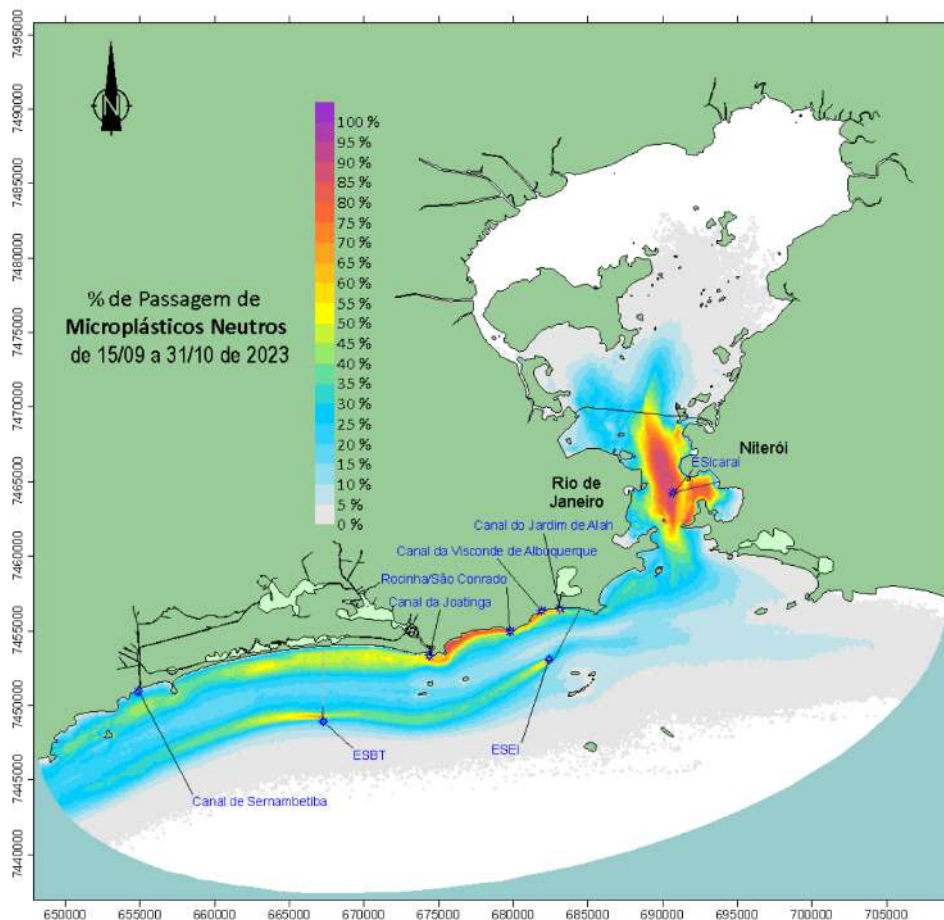 7495000
7490000
7485000
7480000
7475000
7470000
7465000
7460000
7455000
7450000
7445000
7440000
N
100 %
95 %
90 %
85 %
80 %
75 %
70 %
65 %
60 %
55 %
50 %
45 %
40 %
35 %
30 %
20 %
15 %
10 %
5 %
0 %
% de Passagem de
Microplásticos Neutros
de 15/09 a 31/10 de 2023
Niterói
ESIcaraí
Rio de
Janeiro
Canal do Jardim de Alah
Canal da Visconde de Albuquerque
Rocinha/São Conrado
Canal da Joatinga
ESBT
ESEI
Canal de Sernambetiba
650000 655000 660000 665000 670000 675000 680000 685000 690000 695000 700000 705000